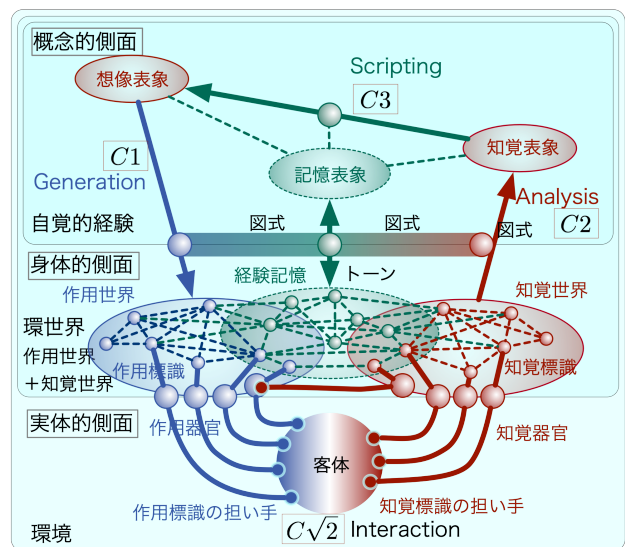 概念的側面
想像表象
Scripting
C3
知覚表象
C1
Generation
記憶表象
Analysis
C2
自覚的経験
図式
図式
図式
身体的側面
経験記憶
トーン
作用世界
知覚世界
環世界
作用世界
＋知覚世界
作用標識
知覚標識
実体的側面
作用器官
知覚器官
客体
作用標識の担い手
知覚標識の担い手
C√2
Interaction
環境